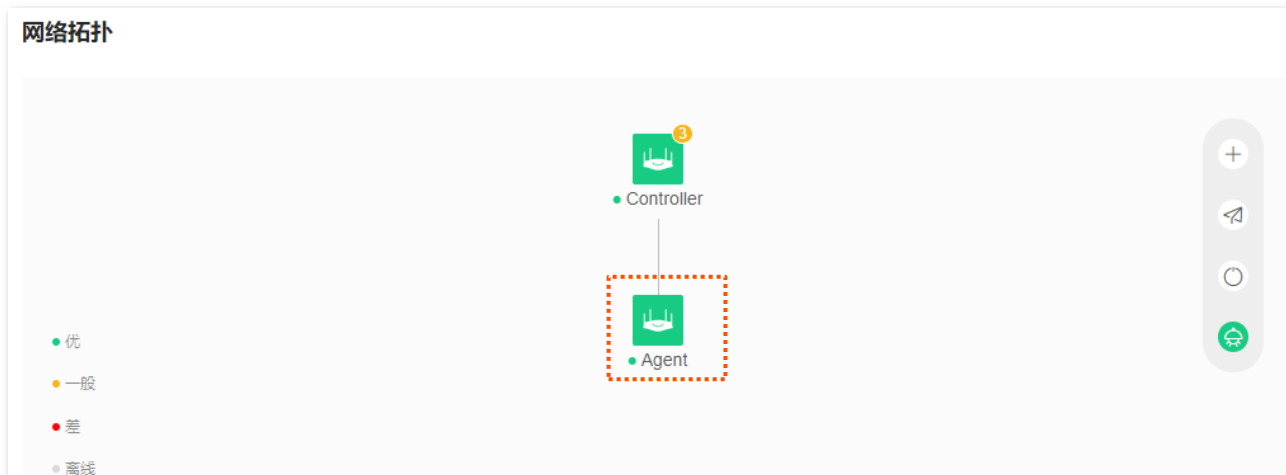 网络拓扑
3
Controller
Agent
优
一般
差
离线